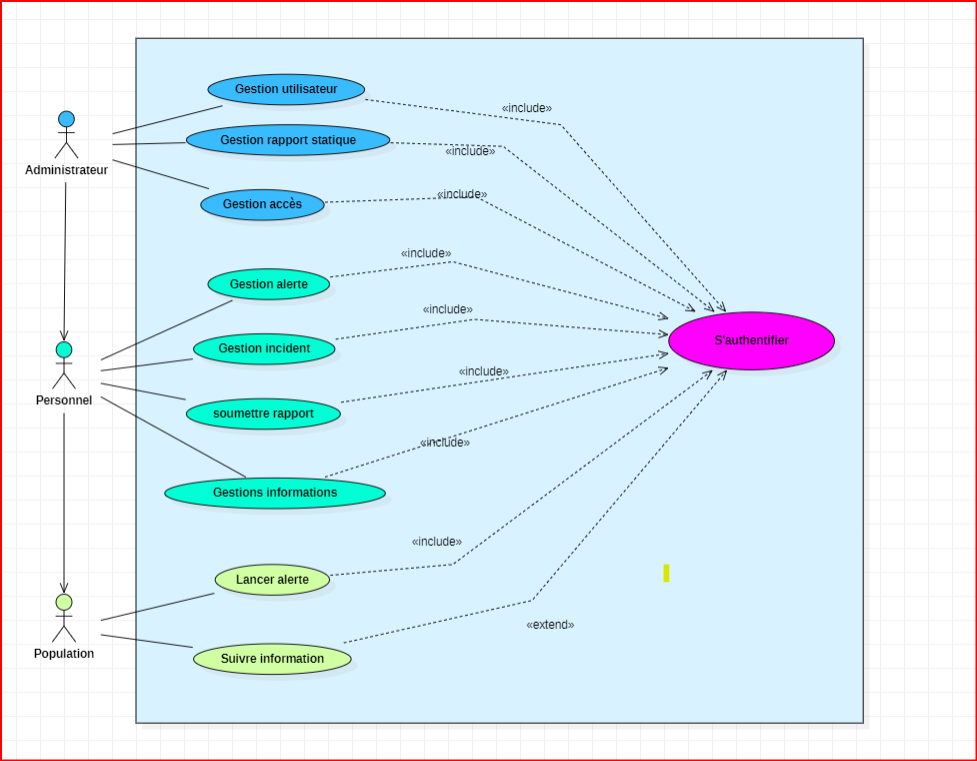 Gestion utilisateur
«include»
Gestion rapport statique
«include»
Administrateur
Gestion accès
«include»
«include»
Gestion alerte
«include»
S'authentifier
Gestion incident
«include»
Personnel
soumettre rapport
«include»
Gestions informations
«include»
Lancer alerte
«extend»
Population
Suivre information